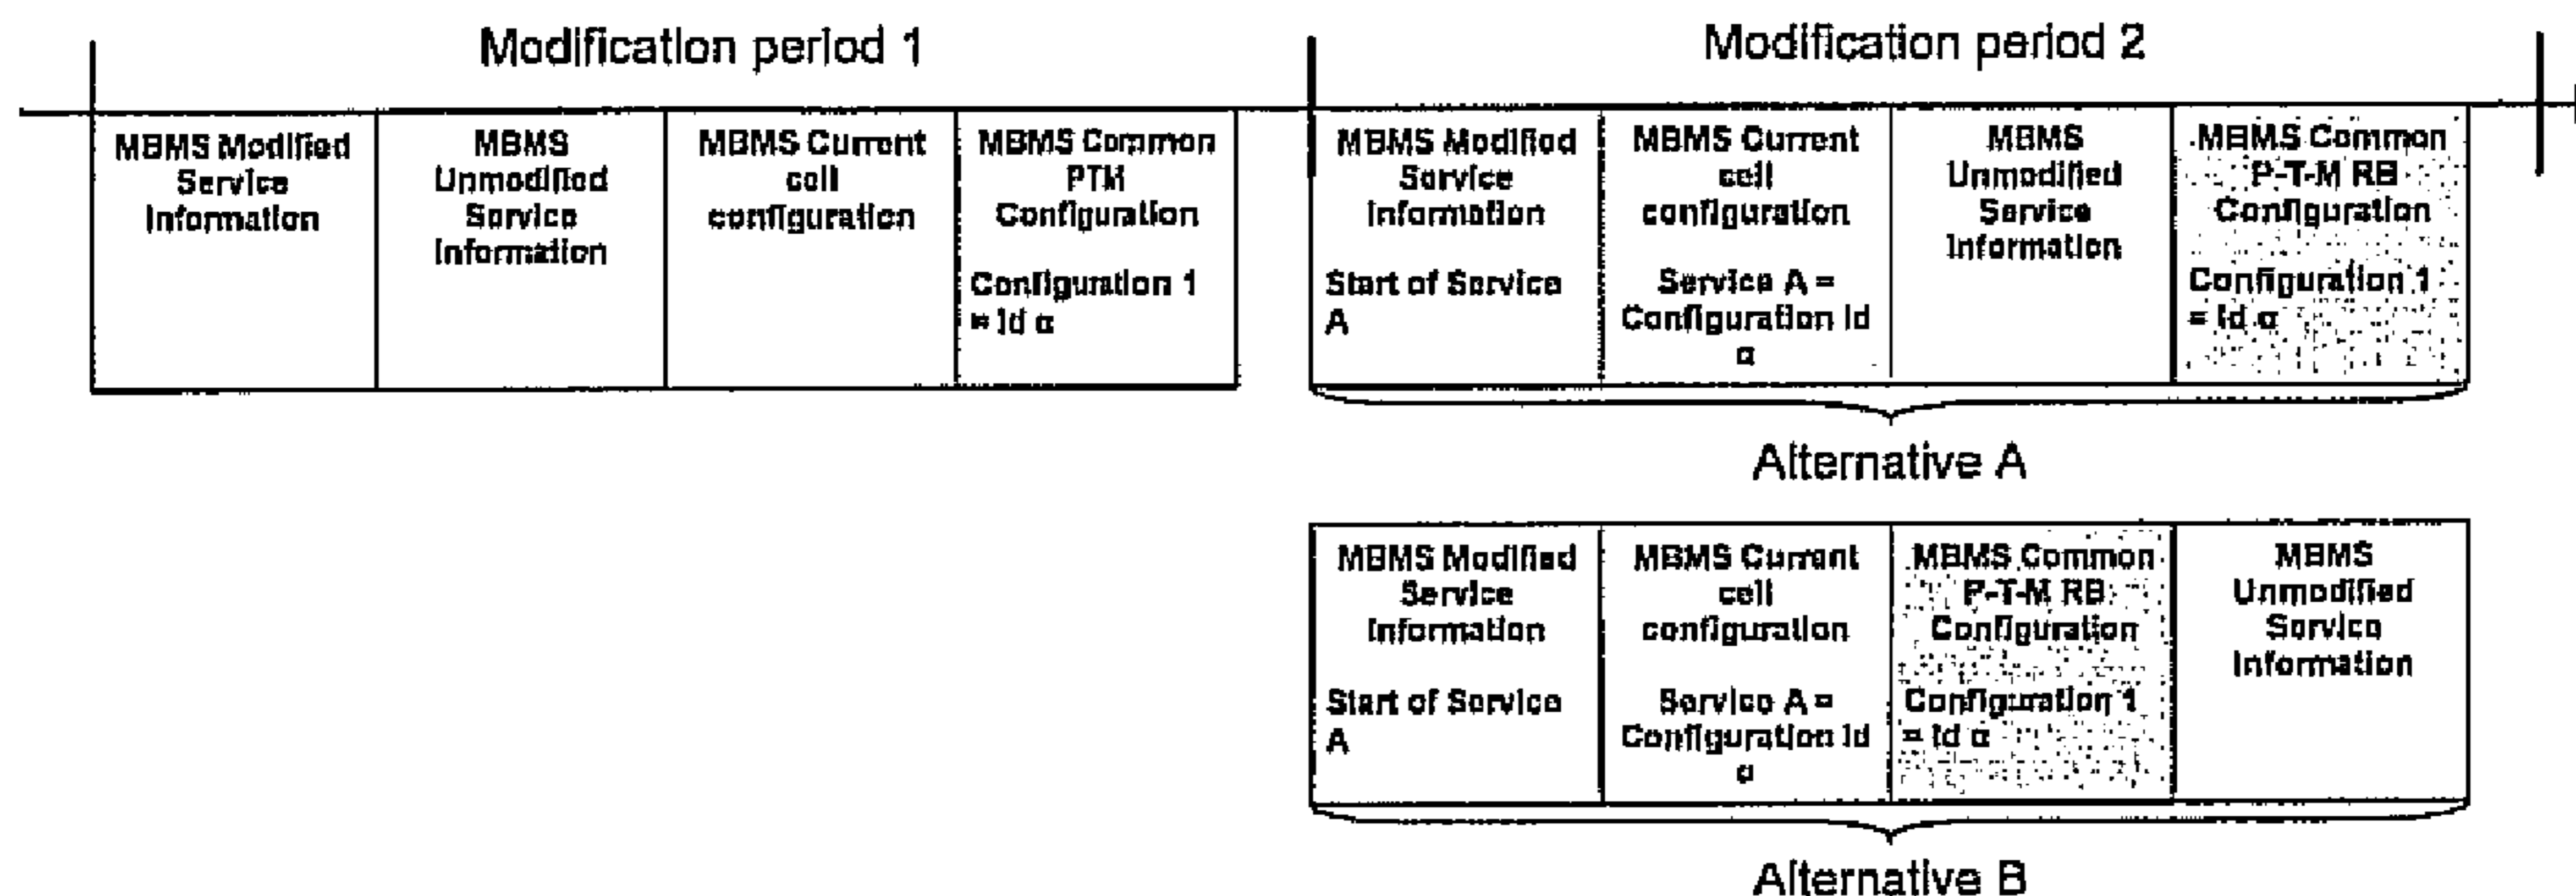 Modification period 1
Modification period 2
MBMS Modified
Service
Information
MBMS
Unmodified
Service
Information
MBMS Current
cell
configuration
MBMS Common
PTM
Configuration
Configuration 1
= Id α
MBMS Modified
Service
Information
Start of Service
A
MBMS Current
cell
configuration
Service A =
Configuration Id
α
MBMS
Unmodified
Service
Information
MBMS Common
P-T-M RB
Configuration
Configuration 1
= Id α
Alternative A
MBMS Modified
Service
Information
Start of Service
A
MBMS Current
cell
configuration
Service A =
Configuration Id
α
MBMS Common
P-T-M RB
Configuration
Configuration 1
= Id α
MBMS
Unmodified
Service
Information
Alternative B